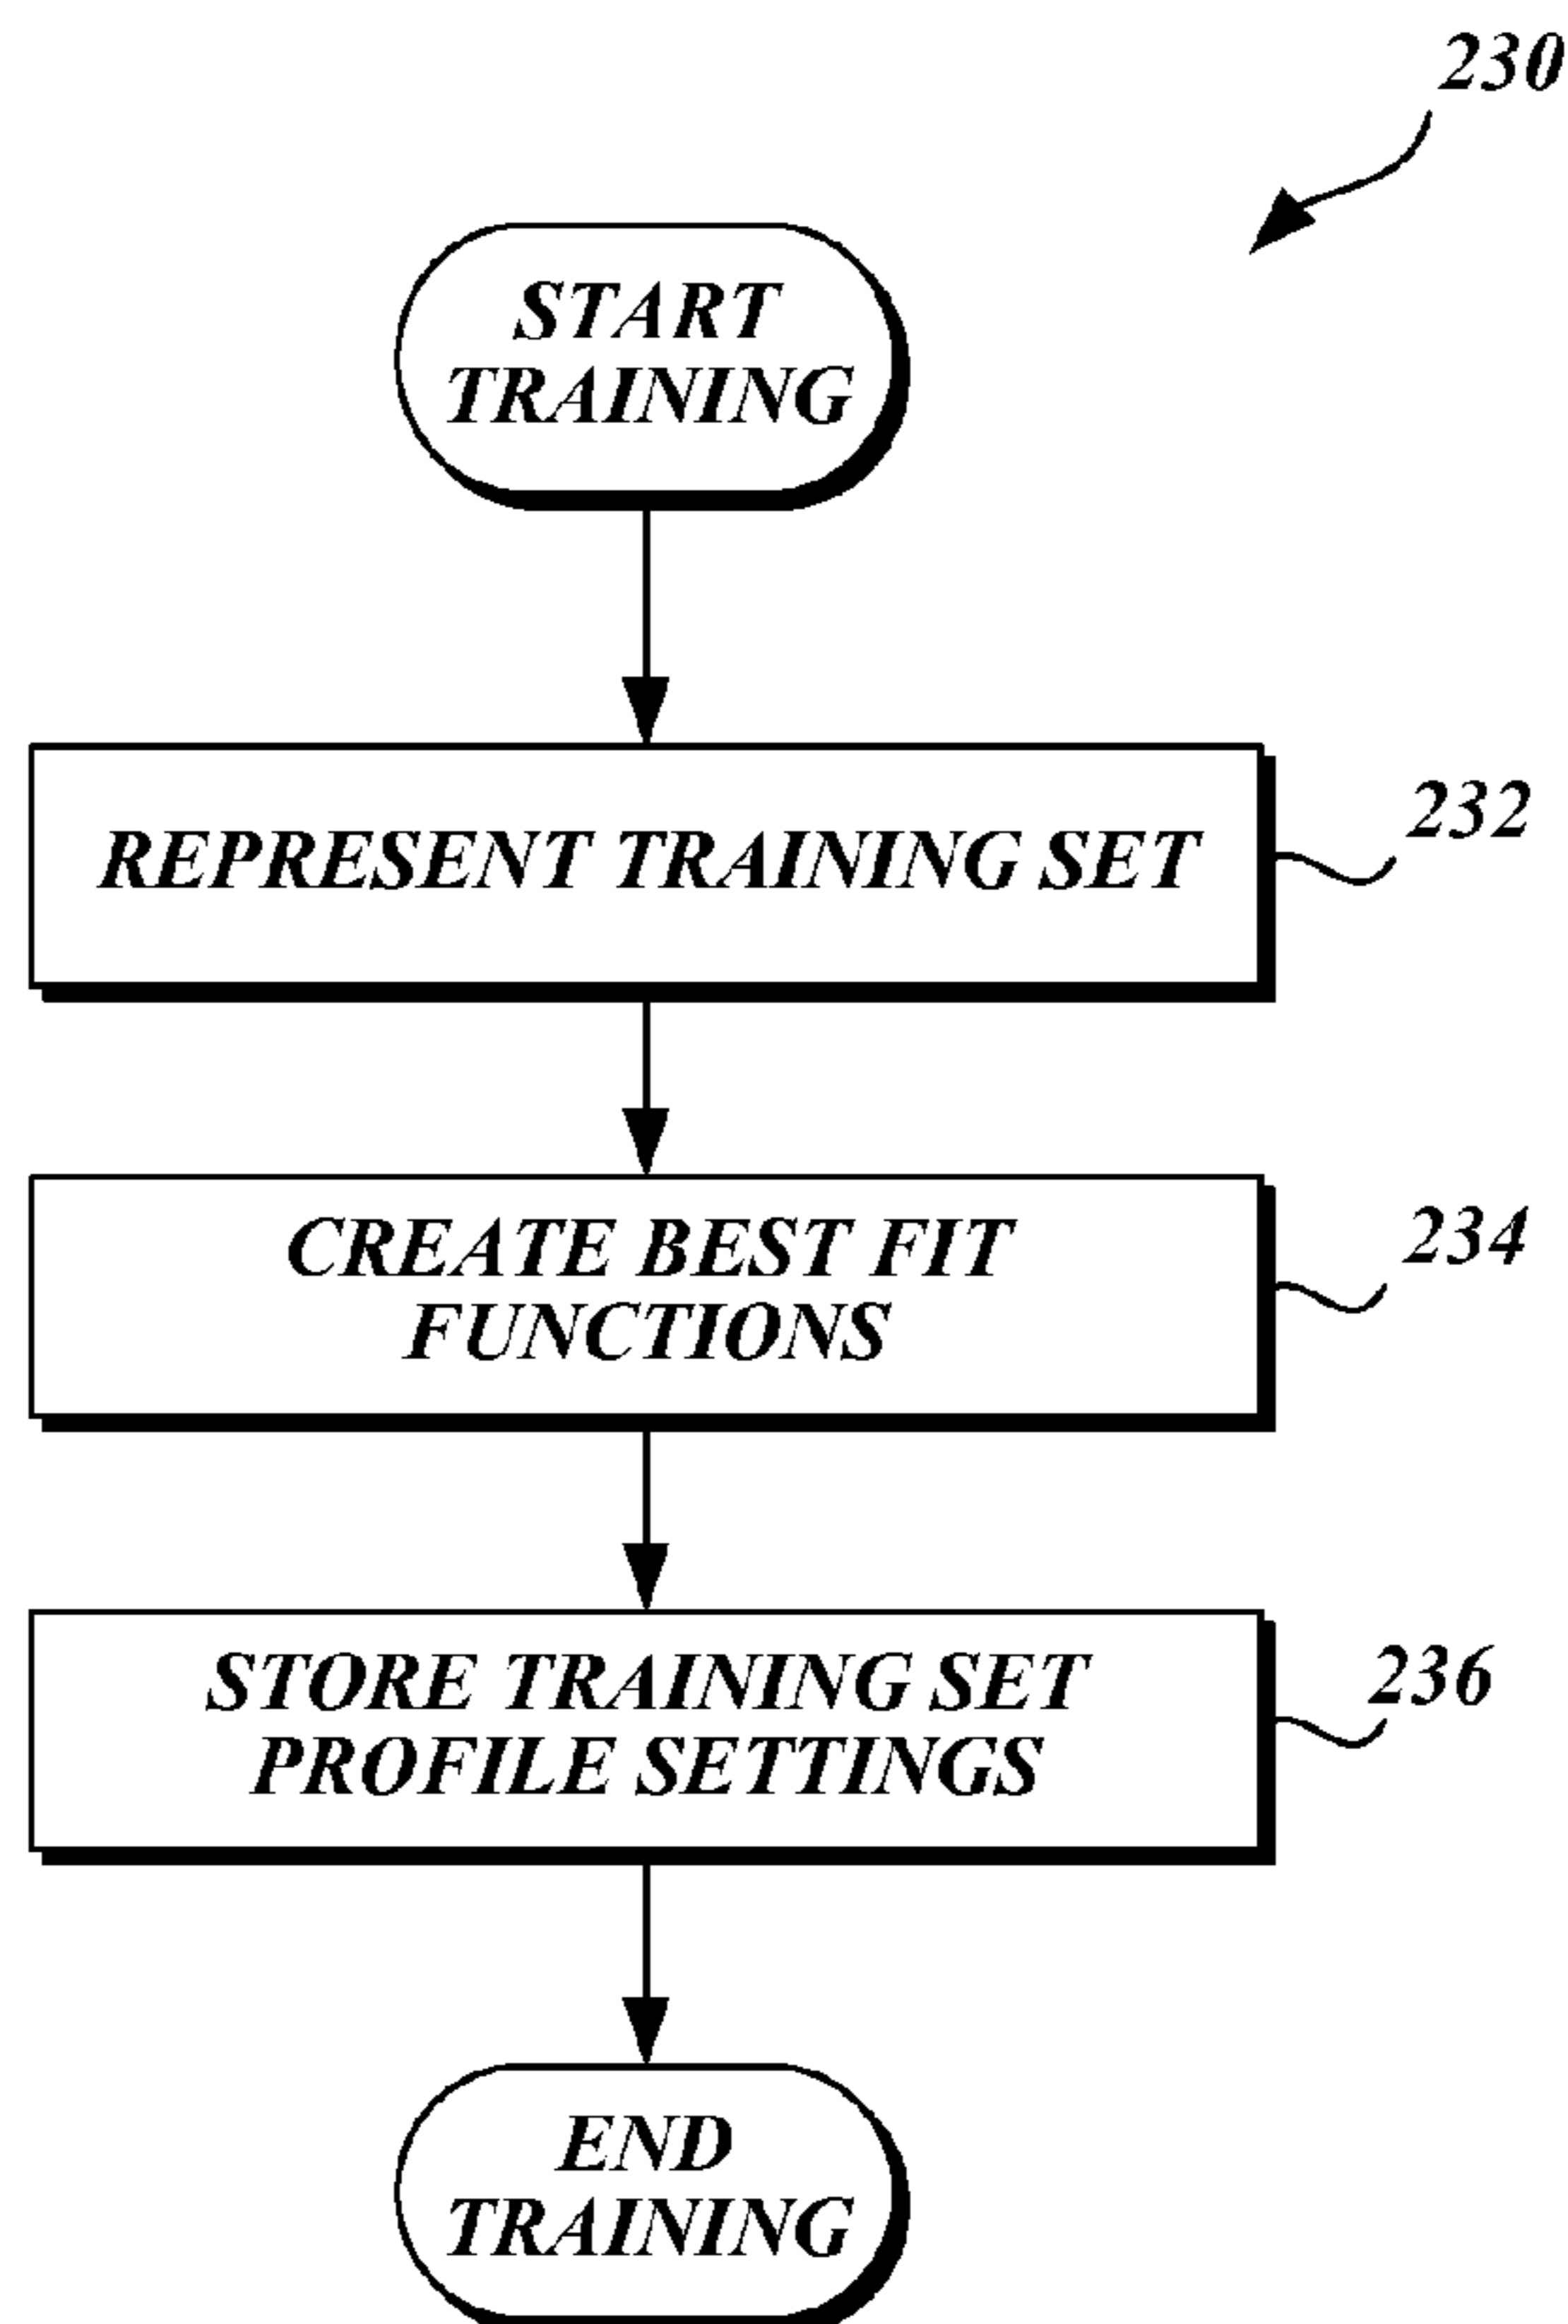 230
START
TRAINING
REPRESENT TRAINING SET
232
CREATE BEST FIT
FUNCTIONS
234
STORE TRAINING SET
PROFILE SETTINGS
236
END
TRAINING